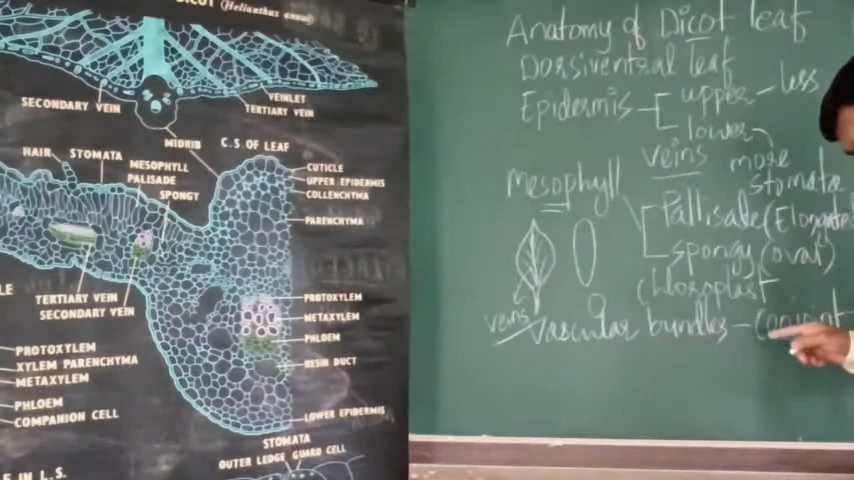 DICOT (Helianthus annus)
SECONDARY VEIN
VEINLET
TERTIARY VEIN
MIDRIB
C.S OF LEAF
HAIR
STOMATA
MESOPHYLL
PALISADE
SPONGY
CUTICLE
UPPER EPIDERMIS
COLLENCHYMA
PARENCHYMA
TERTIARY VEIN
SECONDARY VEIN
PROTOXYLEM
METAXYLEM
PHLOEM
RESIN DUCT
PROTOXYLEM
XYLEM PARENCHYMA
METAXYLEM
PHLOEM
COMPANION CELL
LOWER EPIDERMIS
STOMATA
OUTER LEDGE GUARD CELL
IN L.S.
Anatomy of Dicot leaf
Dorsiventral leaf
Epidermis - upper - less
lower
veins more
stomata
Mesophyll
Pallisade (Elongated
spongy (oval)
chloroplast
veins
Vascular bundles -